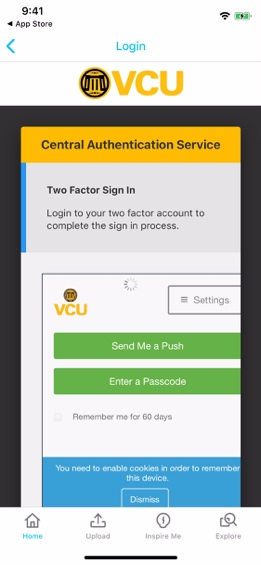 9:41
◀ App Store
Login
VCU
Central Authentication Service
Two Factor Sign In
Login to your two factor account to
complete the sign in process.
VCU
≡ Settings
Send Me a Push
Enter a Passcode
Remember me for 60 days
You need to enable cookies in order to remember
this device.
Dismiss
Home
Upload
Inspire Me
Explore